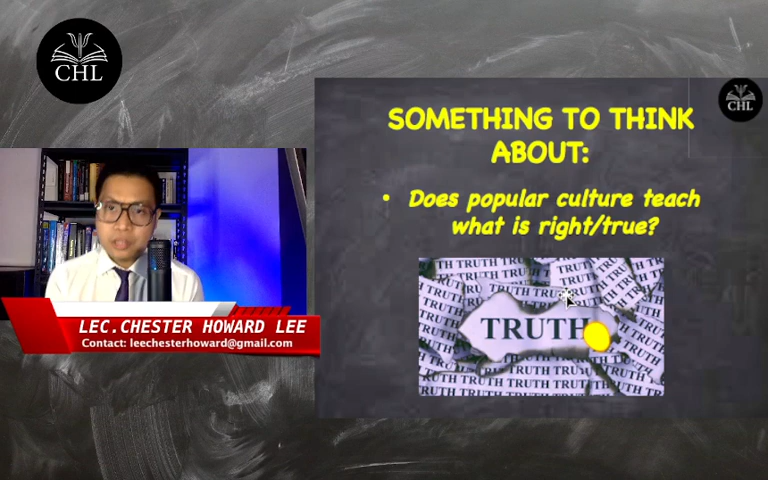 CHL
CHL
SOMETHING TO THINK
ABOUT:
• Does popular culture teach
what is right/true?
TRUTH
LEC.CHESTER HOWARD LEE
Contact: leechesterhoward@gmail.com